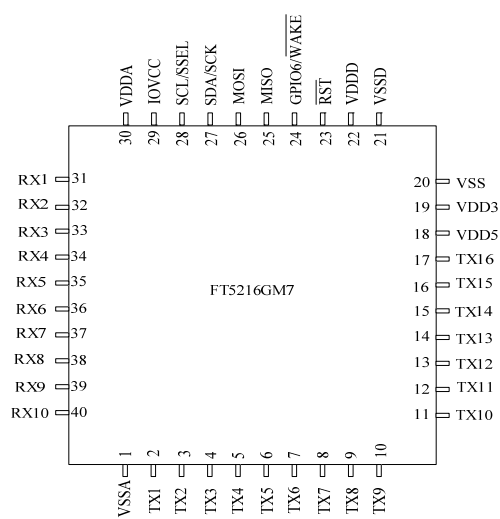 VDDA
IOVCC
SCL/SSEL
SDA/SCK
MOSI
MISO
GPIO6/WAKE
RST
VDDD
VSSD
30
29
28
27
26
25
24
23
22
21
RX1 31
RX2 32
RX3 33
RX4 34
RX5 35
RX6 36
RX7 37
RX8 38
RX9 39
RX10 40
FT5216GM7
20 VSS
19 VDD3
18 VDD5
17 TX16
16 TX15
15 TX14
14 TX13
13 TX12
12 TX11
11 TX10
1
2
3
4
5
6
7
8
9
10
VSSA
TX1
TX2
TX3
TX4
TX5
TX6
TX7
TX8
TX9